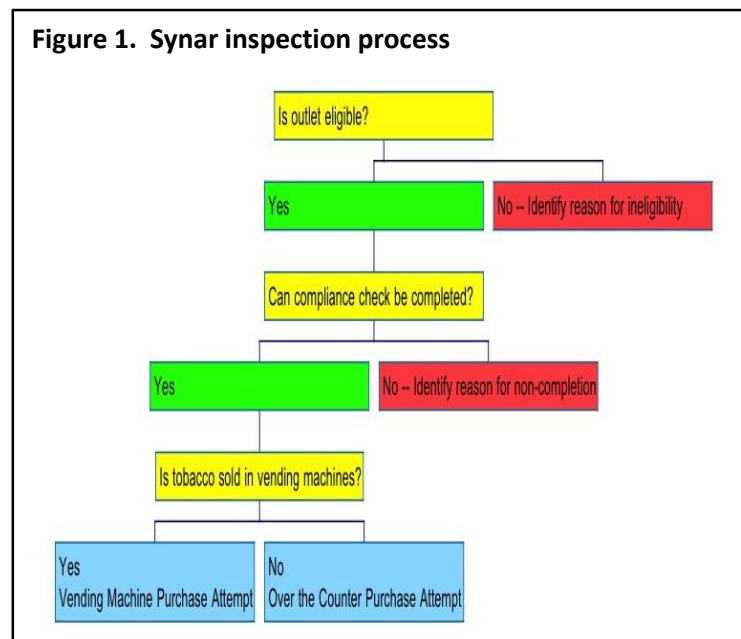 Figure 1. Synar inspection process
Is outlet eligible?
Yes
No -- Identify reason for ineligibility
Can compliance check be completed?
Yes
No -- Identify reason for non-completion
Is tobacco sold in vending machines?
Yes
Vending Machine Purchase Attempt
No
Over the Counter Purchase Attempt